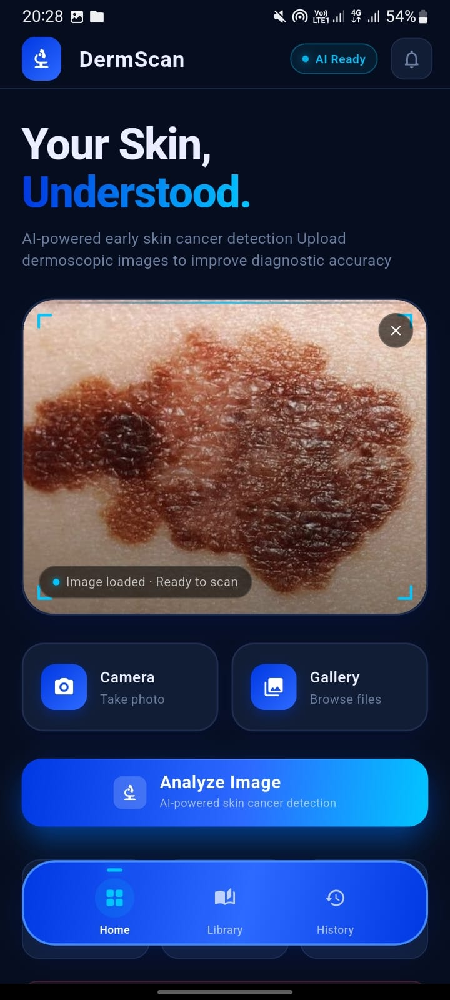 20:28
Vo)) LTE1 4G 54%
DermScan
AI Ready
Your Skin,
Understood.
AI-powered early skin cancer detection Upload
dermoscopic images to improve diagnostic accuracy
Image loaded · Ready to scan
Camera
Take photo
Gallery
Browse files
Analyze Image
AI-powered skin cancer detection
Home
Library
History